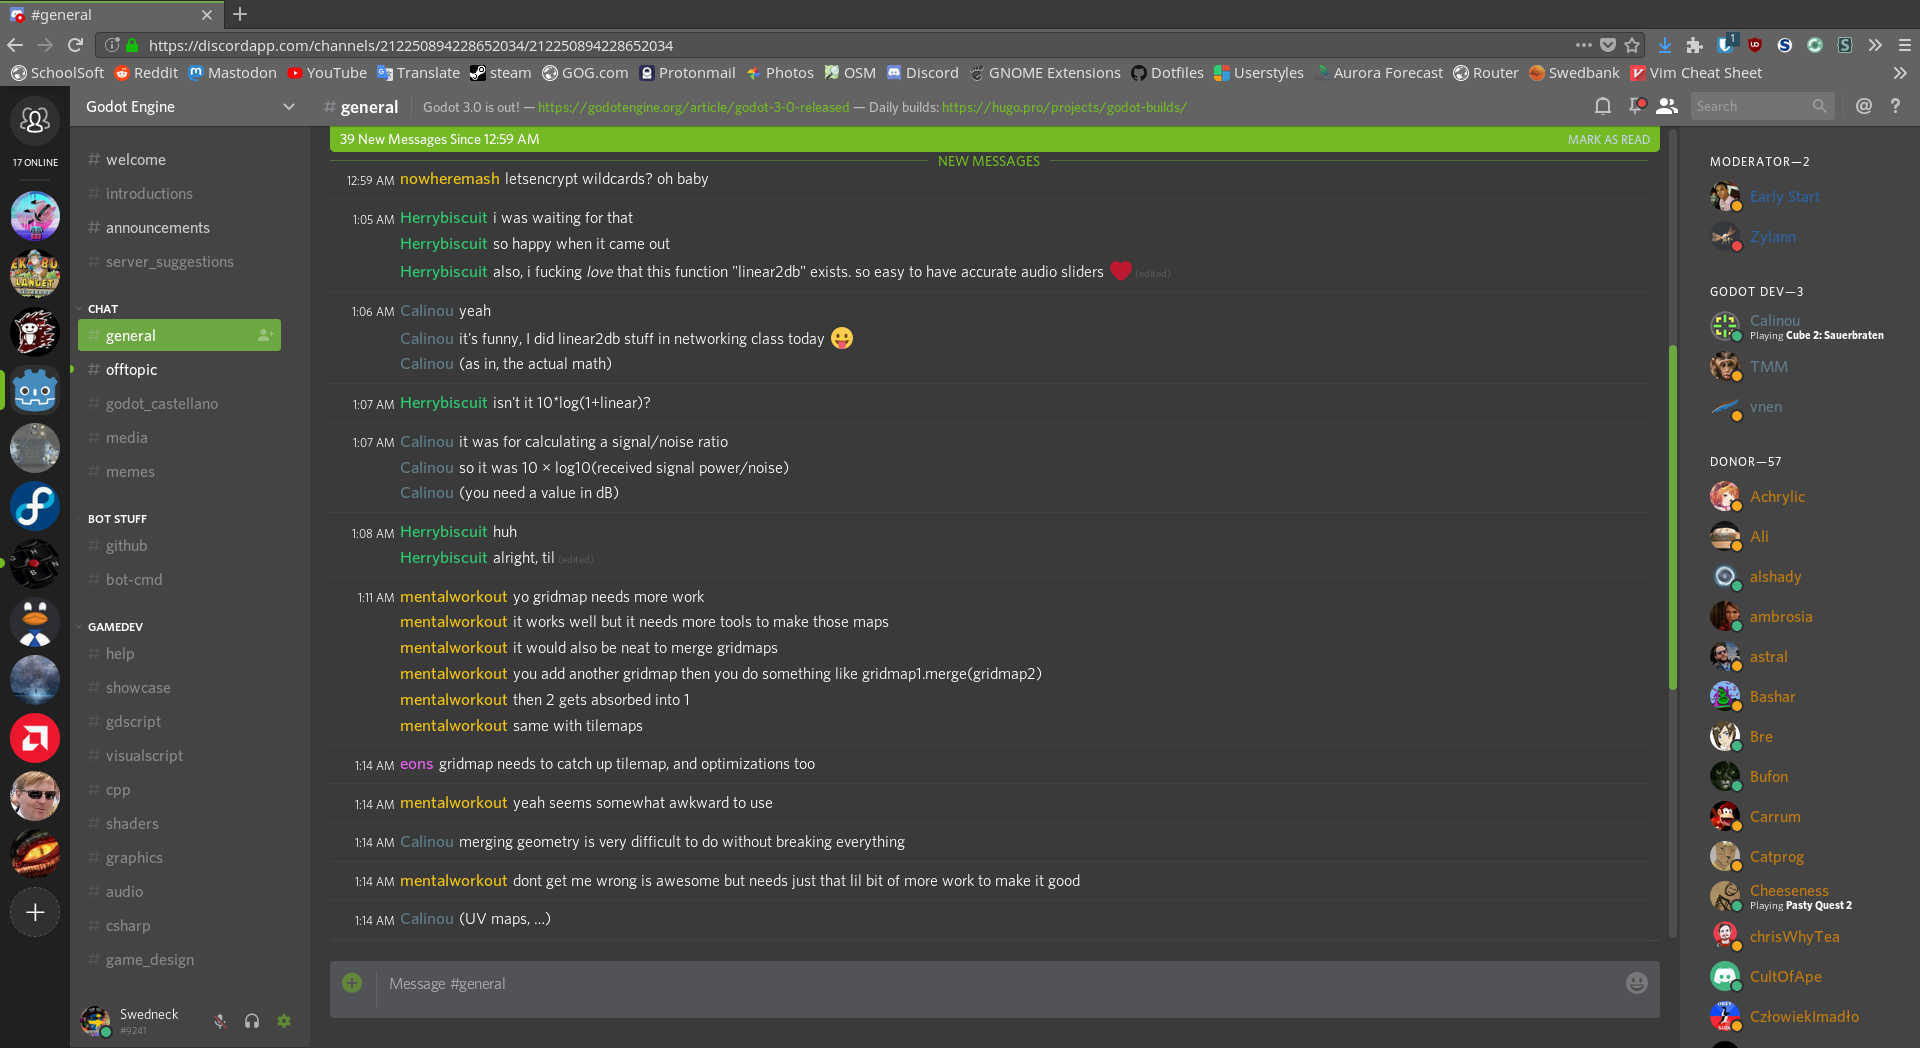 #general
https://discordapp.com/channels/212250894228652034/212250894228652034
1
SchoolSoft Reddit Mastodon YouTube Translate steam GOG.com Protonmail Photos OSM Discord GNOME Extensions Dotfiles Userstyles Aurora Forecast Router Swedbank Vim Cheat Sheet
17 ONLINE
Godot Engine
# general
Godot 3.0 is out! — https://godotengine.org/article/godot-3-0-released — Daily builds: https://hugo.pro/projects/godot-builds/
Search
# welcome
# introductions
# announcements
# server_suggestions
CHAT
# general
# offtopic
# godot_castellano
# media
# memes
BOT STUFF
# github
# bot-cmd
GAMEDEV
# help
# showcase
# gdscript
# visualscript
# cpp
# shaders
# graphics
# audio
# csharp
# game_design
Swedneck
#9241
39 New Messages Since 12:59 AM
MARK AS READ
NEW MESSAGES
12:59 AM nowheremash letsencrypt wildcards? oh baby
1:05 AM Herrybiscuit i was waiting for that
Herrybiscuit so happy when it came out
Herrybiscuit also, i fucking love that this function "linear2db" exists. so easy to have accurate audio sliders ❤ (edited)
1:06 AM Calinou yeah
Calinou it's funny, I did linear2db stuff in networking class today 😛
Calinou (as in, the actual math)
1:07 AM Herrybiscuit isn't it 10*log(1+linear)?
1:07 AM Calinou it was for calculating a signal/noise ratio
Calinou so it was 10 × log10(received signal power/noise)
Calinou (you need a value in dB)
1:08 AM Herrybiscuit huh
Herrybiscuit alright, til (edited)
1:11 AM mentalworkout yo gridmap needs more work
mentalworkout it works well but it needs more tools to make those maps
mentalworkout it would also be neat to merge gridmaps
mentalworkout you add another gridmap then you do something like gridmap1.merge(gridmap2)
mentalworkout then 2 gets absorbed into 1
mentalworkout same with tilemaps
1:14 AM eons gridmap needs to catch up tilemap, and optimizations too
1:14 AM mentalworkout yeah seems somewhat awkward to use
1:14 AM Calinou merging geometry is very difficult to do without breaking everything
1:14 AM mentalworkout dont get me wrong is awesome but needs just that lil bit of more work to make it good
1:14 AM Calinou (UV maps, ...)
Message #general
MODERATOR—2
Early Start
Zylann
GODOT DEV—3
Calinou
Playing Cube 2: Sauerbraten
TMM
vnen
DONOR—57
Achrylic
Ali
alshady
ambrosia
astral
Bashar
Bre
Bufon
Carrum
Catprog
Cheeseness
Playing Pasty Quest 2
chrisWhyTea
CultOfApe
CzłowiekImadło